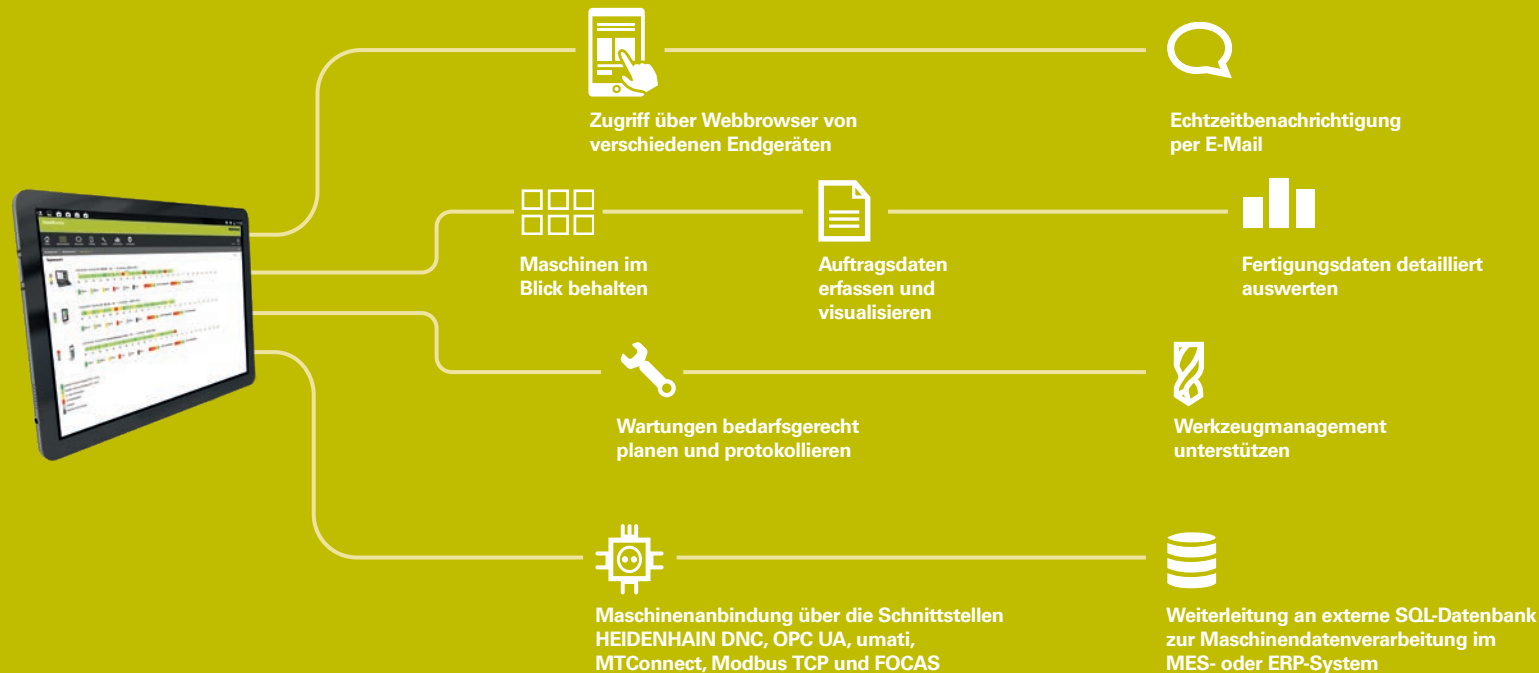 Zugriff über Webbrowser von
verschiedenen Endgeräten
Echtzeitbenachrichtigung
per E-Mail
Maschinen im
Blick behalten
Auftragsdaten
erfassen und
visualisieren
Fertigungsdaten detailliert
auswerten
Wartungen bedarfsgerecht
planen und protokollieren
Werkzeugmanagement
unterstützen
Maschinenanbindung über die Schnittstellen
HEIDENHAIN DNC, OPC UA, umati,
MTConnect, Modbus TCP und FOCAS
Weiterleitung an externe SQL-Datenbank
zur Maschinendatenverarbeitung im
MES- oder ERP-System